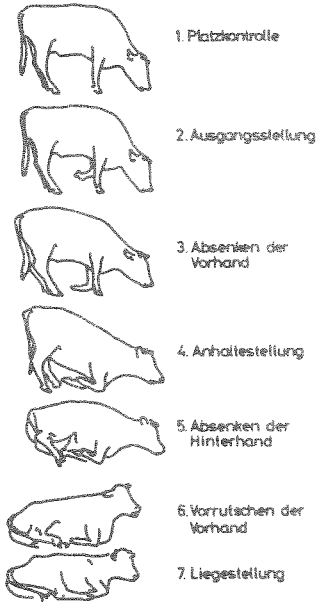 1. Platzkontrolle
2. Ausgangsstellung
3. Absenken der
Vorhand
4. Anhaltestellung
5. Absenken der
Hinterhand
6. Vorrutschen der
Vorhand
7. Liegestellung